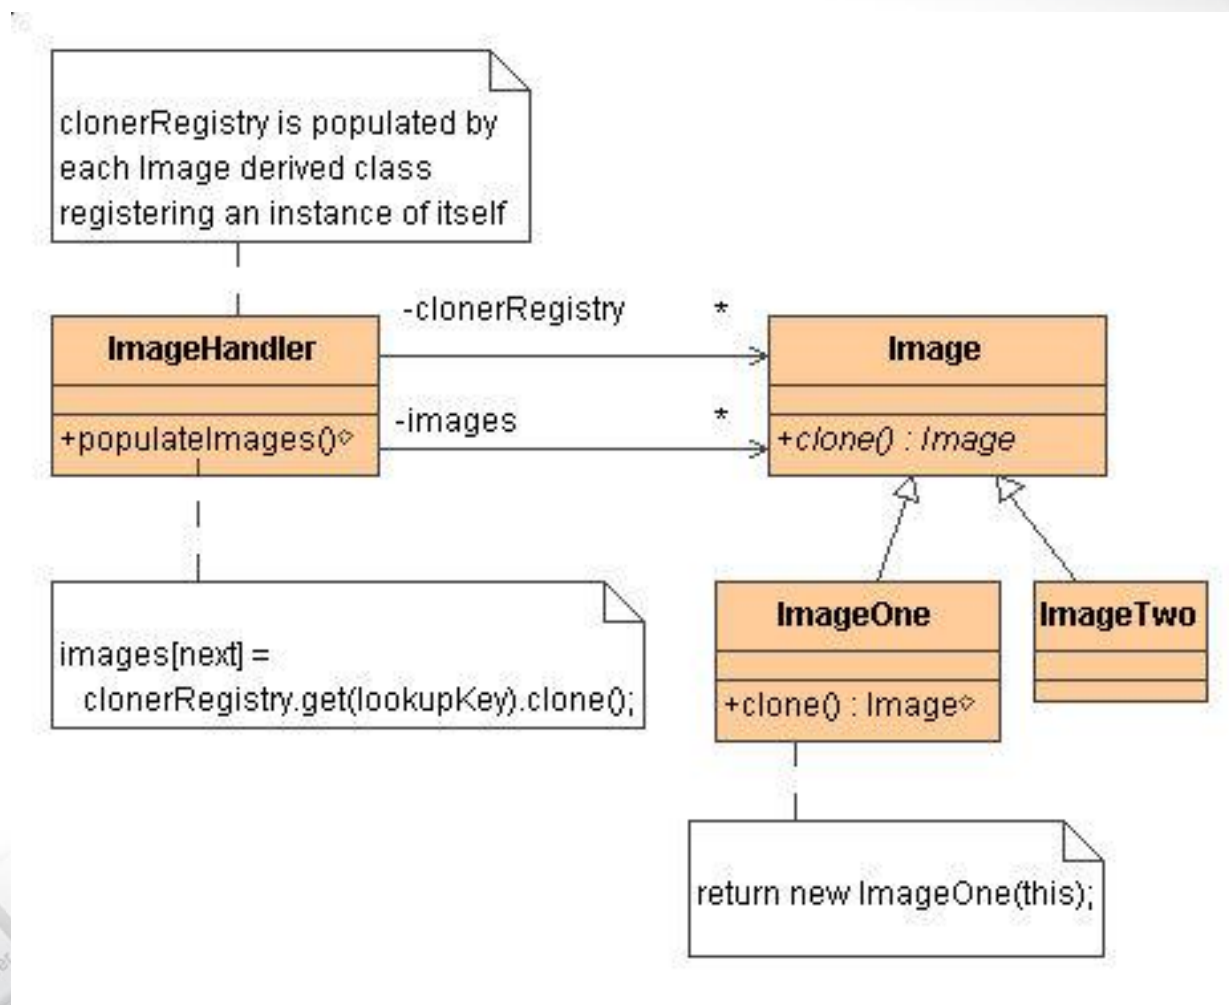 clonerRegistry is populated by
each Image derived class
registering an instance of itself
ImageHandler
+populateImages()
-clonerRegistry
*
-images
*
Image
+clone() : Image
images[next] =
clonerRegistry.get(lookupKey).clone();
ImageOne
+clone() : Image
ImageTwo
return new ImageOne(this);